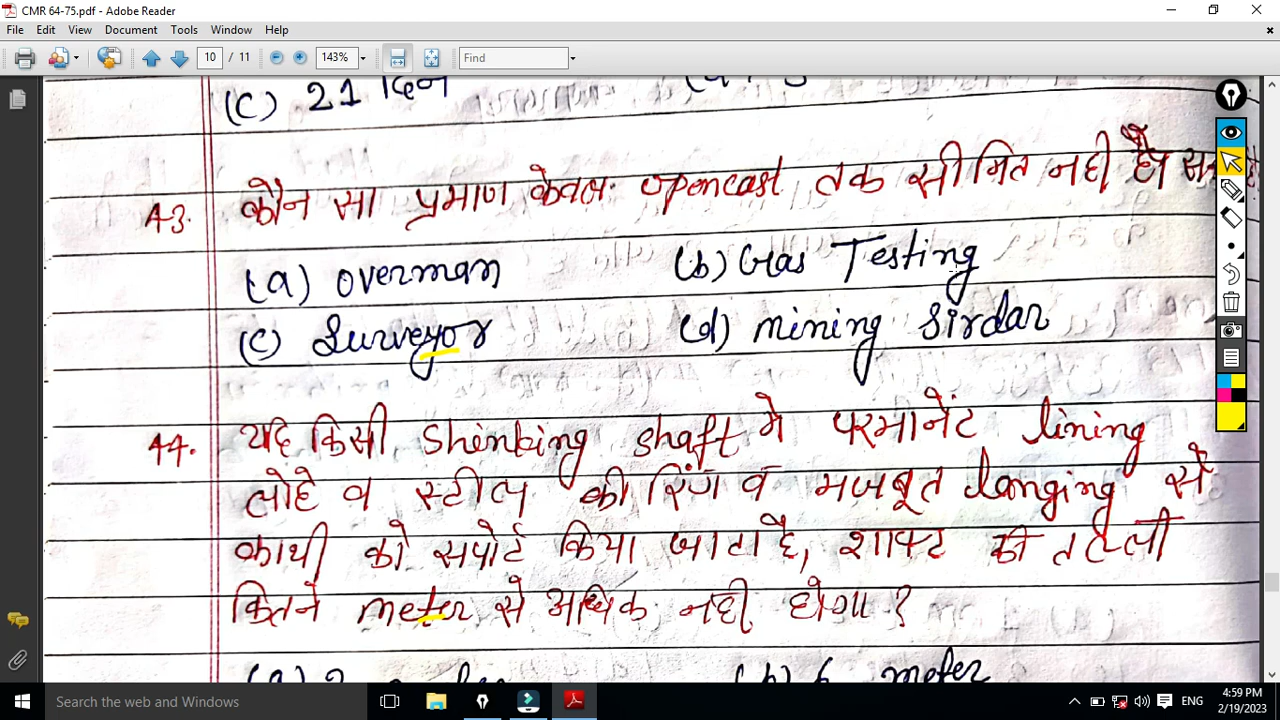 CMR 64-75.pdf - Adobe Reader
File Edit View Document Tools Window Help
10 / 11 143% Find
(C) 21 दिन
43. कौन सा प्रमाण केवल opencast तक सीमित नही है
(a) overman (b) Gas Testing
(c) Surveyor (d) mining Sirdar
44. यदि किसी Shinking shaft मे परमानेंट lining
लोहे व स्टील की रिंग व मजबूत langing से
काथी को सपोर्ट किया जाता है, शाफ्ट की तल्ली
कितने meter से अधिक नही होगा ?
(b) 6 meter
Search the web and Windows
ENG
4:59 PM
2/19/2023